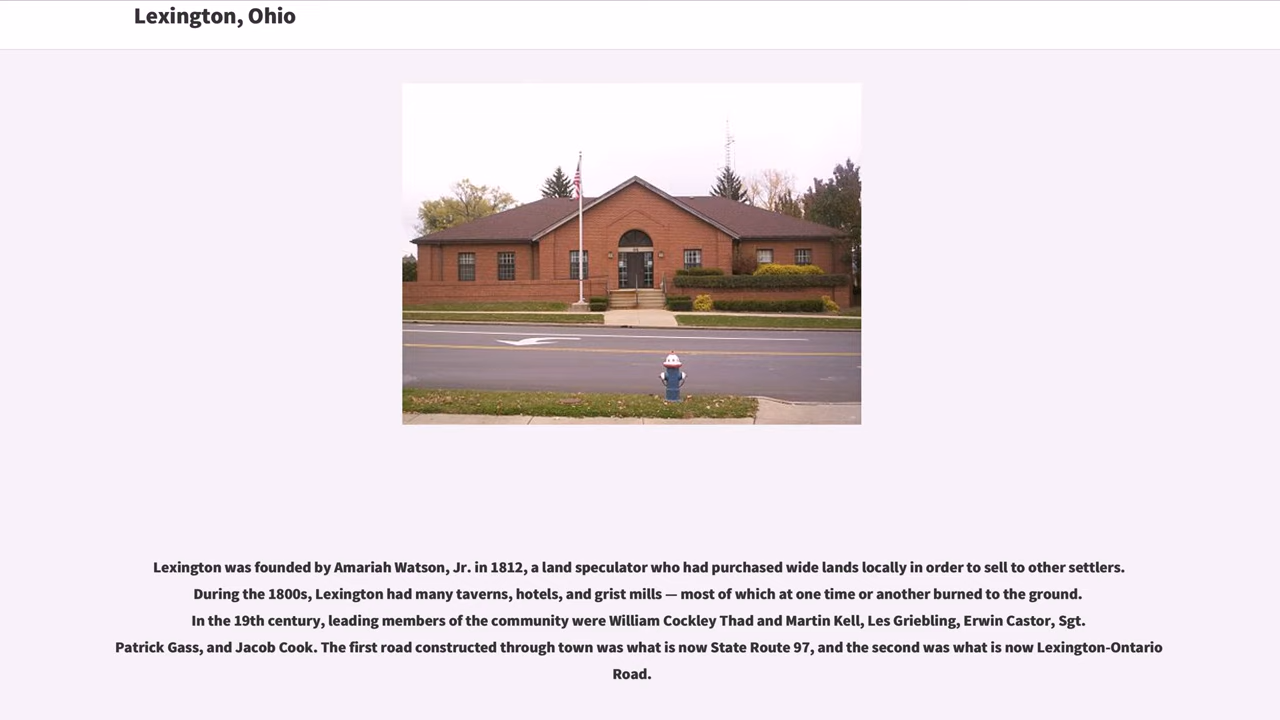 Lexington, Ohio
Lexington was founded by Amariah Watson, Jr. in 1812, a land speculator who had purchased wide lands locally in order to sell to other settlers.
During the 1800s, Lexington had many taverns, hotels, and grist mills — most of which at one time or another burned to the ground.
In the 19th century, leading members of the community were William Cockley Thad and Martin Kell, Les Griebling, Erwin Castor, Sgt.
Patrick Gass, and Jacob Cook. The first road constructed through town was what is now State Route 97, and the second was what is now Lexington-Ontario
Road.